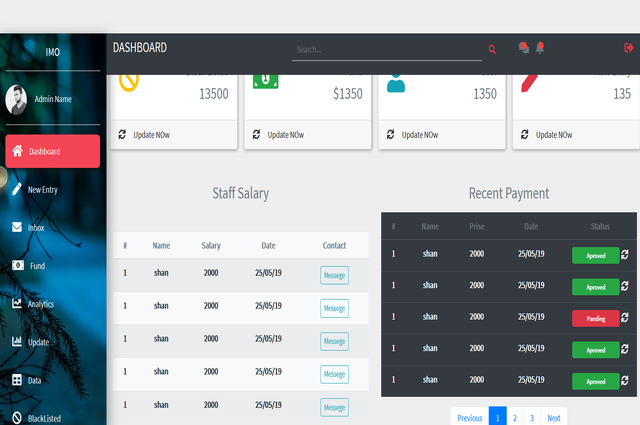 IMO
DASHBOARD
Search...
Admin Name
Dashboard
New Entry
Inbox
Fund
Analytics
Update
Data
BlackListed
13500
$1350
1350
135
Update NOw
Update NOw
Update NOw
Update NOw
Staff Salary
# Name Salary Date Contact
1 shan 2000 25/05/19 Messege
1 shan 2000 25/05/19 Messege
1 shan 2000 25/05/19 Messege
1 shan 2000 25/05/19 Messege
1 shan 2000 25/05/19 Messege
Recent Payment
# Name Prise Date Status
1 shan 2000 25/05/19 Aproved
1 shan 2000 25/05/19 Aproved
1 shan 2000 25/05/19 Panding
1 shan 2000 25/05/19 Aproved
1 shan 2000 25/05/19 Aproved
Previous 1 2 3 Next